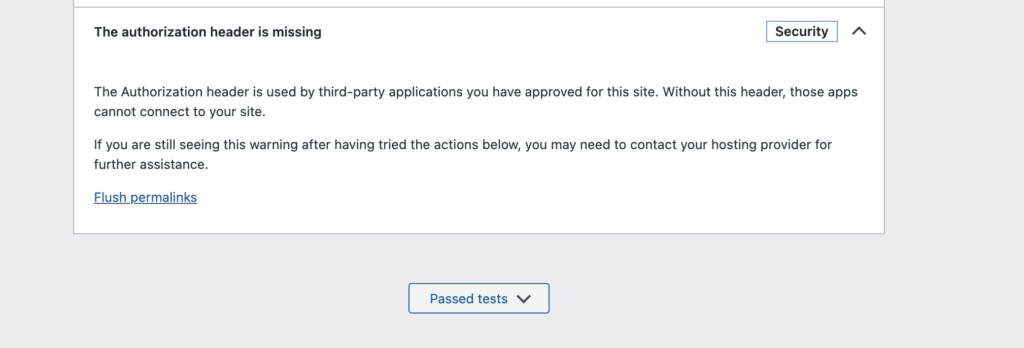 The authorization header is missing
Security
The Authorization header is used by third-party applications you have approved for this site. Without this header, those apps
cannot connect to your site.
If you are still seeing this warning after having tried the actions below, you may need to contact your hosting provider for
further assistance.
Flush permalinks
Passed tests